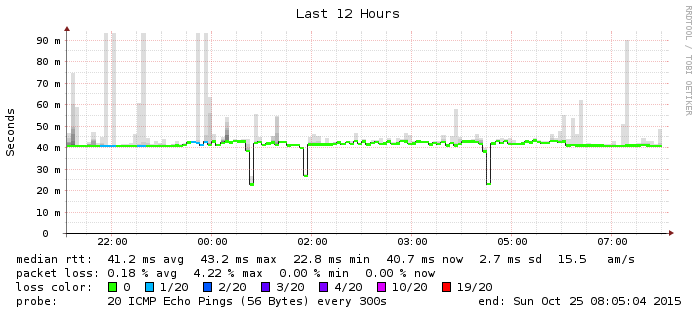 Last 12 Hours
RRDTOOL / TOBI OETIKER
Seconds
90 m
80 m
70 m
60 m
50 m
40 m
30 m
20 m
10 m
0
22:00 00:00 02:00 03:00 05:00 07:00
median rtt: 41.2 ms avg 43.2 ms max 22.8 ms min 40.7 ms now 2.7 ms sd 15.5 am/s
packet loss: 0.18 % avg 4.22 % max 0.00 % min 0.00 % now
loss color: 0 1/20 2/20 3/20 4/20 10/20 19/20
probe: 20 ICMP Echo Pings (56 Bytes) every 300s end: Sun Oct 25 08:05:04 2015